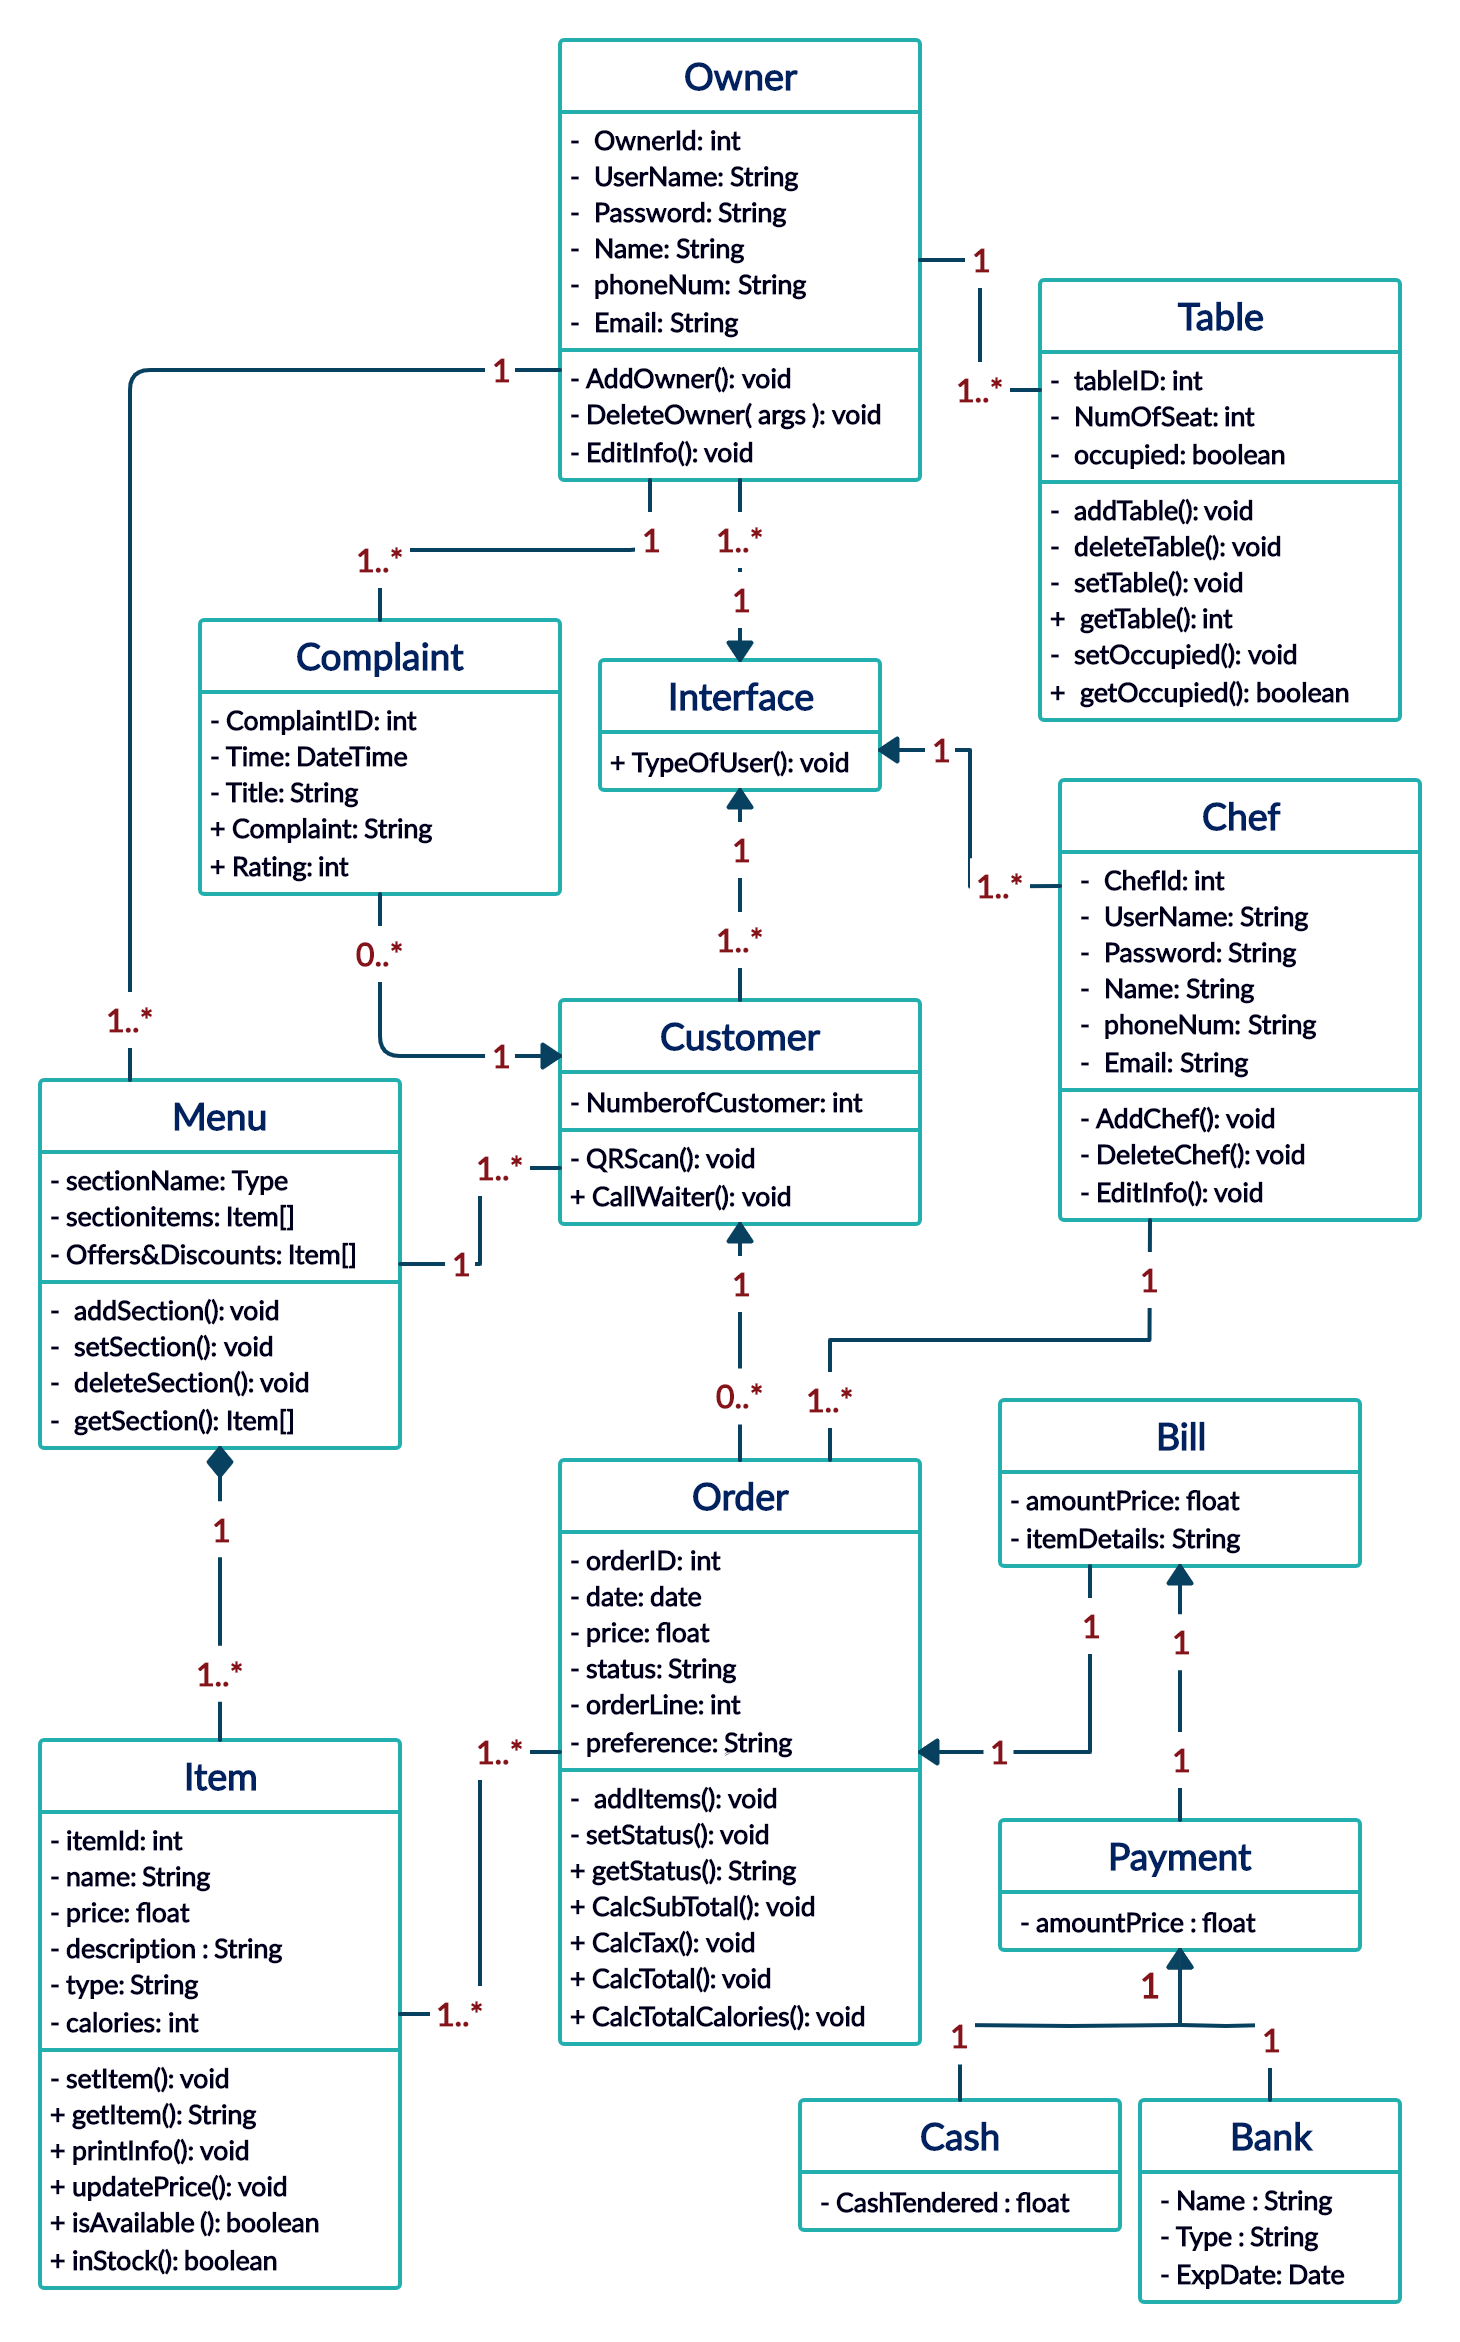 Owner
- OwnerId: int
- UserName: String
- Password: String
- Name: String
- phoneNum: String
- Email: String
- AddOwner(): void
- DeleteOwner( args ): void
- EditInfo(): void
1
1..*
Table
- tableID: int
- NumOfSeat: int
- occupied: boolean
- addTable(): void
- deleteTable(): void
- setTable(): void
+ getTable(): int
- setOccupied(): void
+ getOccupied(): boolean
1
1..*
1
1..*
1..*
1
Complaint
- ComplaintID: int
- Time: DateTime
- Title: String
+ Complaint: String
+ Rating: int
Interface
+ TypeOfUser(): void
1
1..*
Chef
- ChefId: int
- UserName: String
- Password: String
- Name: String
- phoneNum: String
- Email: String
- AddChef(): void
- DeleteChef(): void
- EditInfo(): void
1
1..*
0..*
1
Customer
- NumberofCustomer: int
- QRScan(): void
+ CallWaiter(): void
Menu
- sectionName: Type
- sectionitems: Item[]
- Offers&Discounts: Item[]
- addSection(): void
- setSection(): void
- deleteSection(): void
- getSection(): Item[]
1..*
1
1
0..*
1
1..*
Bill
- amountPrice: float
- itemDetails: String
Order
- orderID: int
- date: date
- price: float
- status: String
- orderLine: int
- preference: String
- addItems(): void
- setStatus(): void
+ getStatus(): String
+ CalcSubTotal(): void
+ CalcTax(): void
+ CalcTotal(): void
+ CalcTotalCalories(): void
1
1..*
1
1
1
1
Item
- itemId: int
- name: String
- price: float
- description : String
- type: String
- calories: int
- setItem(): void
+ getItem(): String
+ printInfo(): void
+ updatePrice(): void
+ isAvailable (): boolean
+ inStock(): boolean
1..*
1..*
Payment
- amountPrice : float
1
1
1
Cash
- CashTendered : float
Bank
- Name : String
- Type : String
- ExpDate: Date